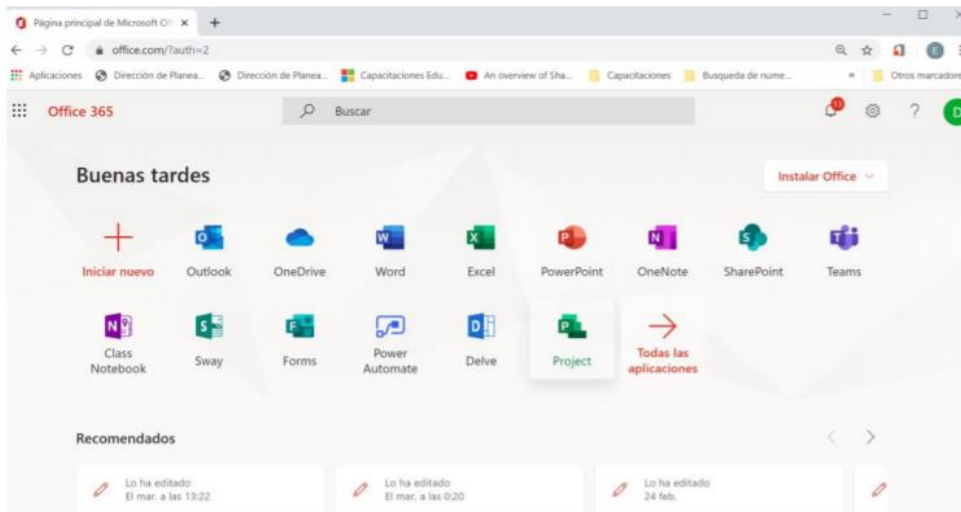 Página principal de Microsoft Off
office.com/?auth=2
E
Aplicaciones Dirección de Planea... Dirección de Planea... Capacitaciones Edu... An overview of Sha... Capacitaciones Busqueda de nume... Otros marcadore
Office 365 Buscar 13 ? D
Buenas tardes Instalar Office
Iniciar nuevo Outlook OneDrive Word Excel PowerPoint OneNote SharePoint Teams
Class Notebook Sway Forms Power Automate Delve Project Todas las aplicaciones
Recomendados
Lo ha editado Lo ha editado Lo ha editado
El mar. a las 13:22 El mar. a las 0:20 24 feb.